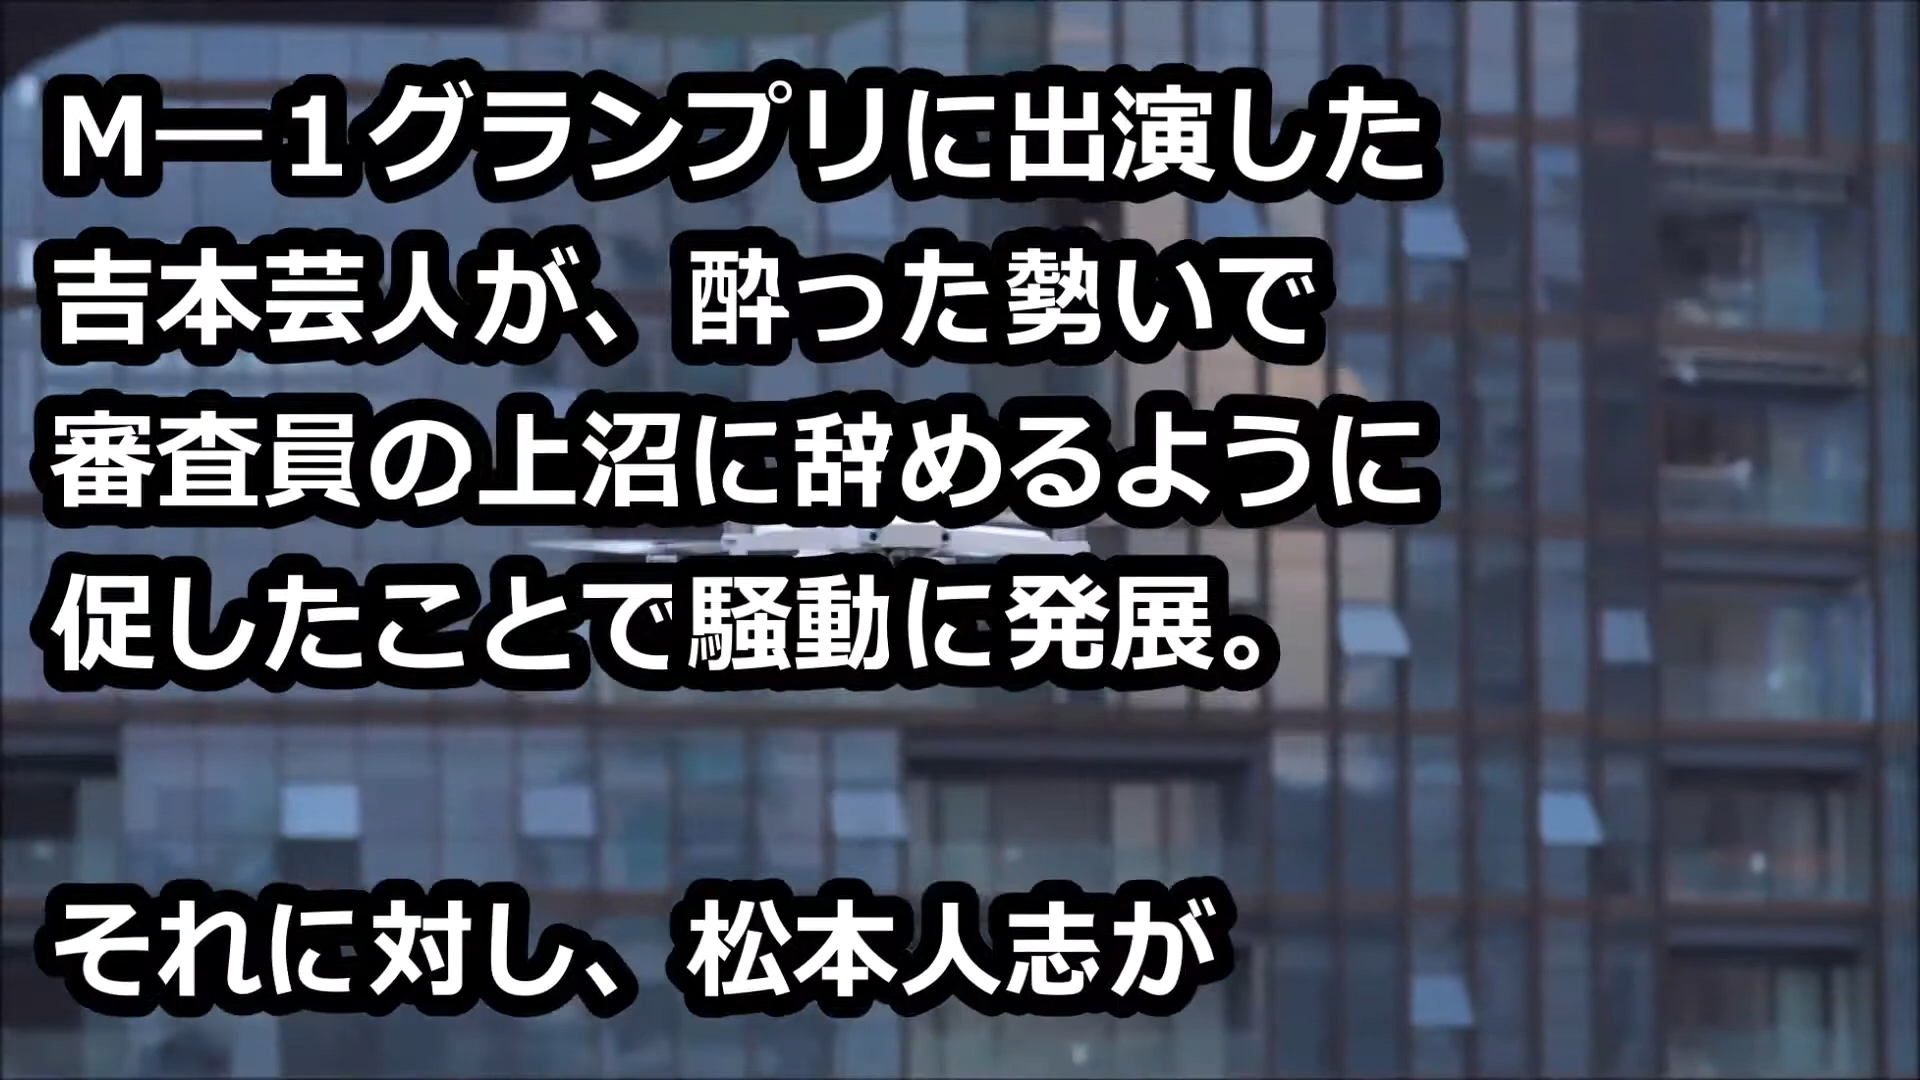 M―１グランプリに出演した
吉本芸人が、酔った勢いで
審査員の上沼に辞めるように
促したことで騒動に発展。
それに対し、松本人志が